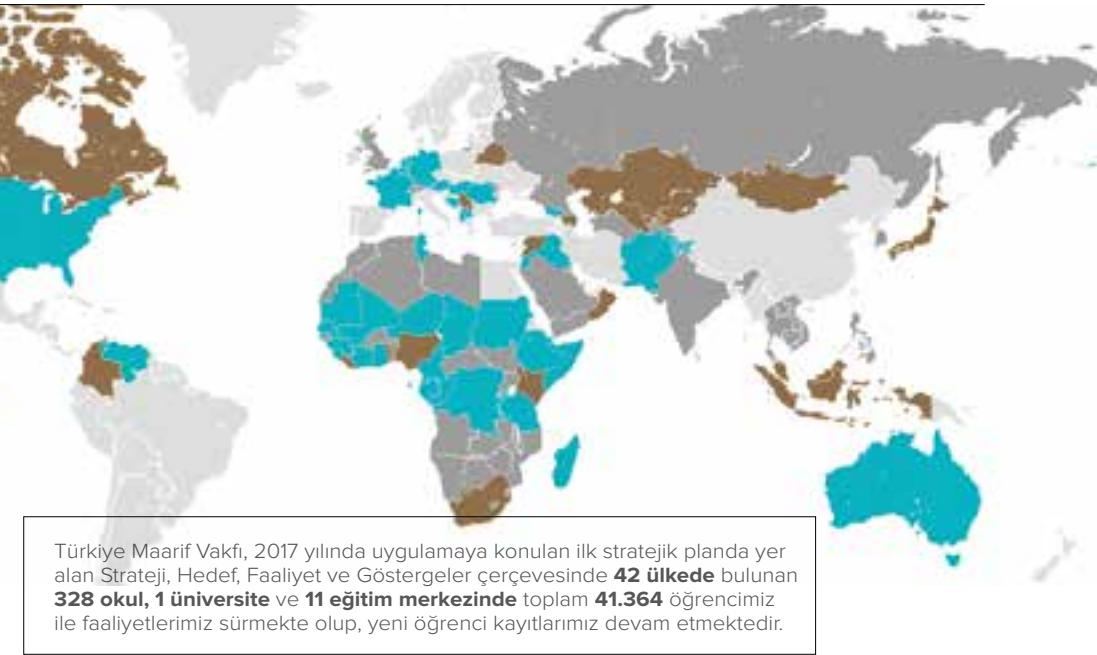 Türkiye Maarif Vakfı, 2017 yılında uygulamaya konulan ilk stratejik planda yer
alan Strateji, Hedef, Faaliyet ve Göstergeler çerçevesinde 42 ülkede bulunan
328 okul, 1 üniversite ve 11 eğitim merkezinde toplam 41.364 öğrencimiz
ile faaliyetlerimiz sürmekte olup, yeni öğrenci kayıtlarımız devam etmektedir.